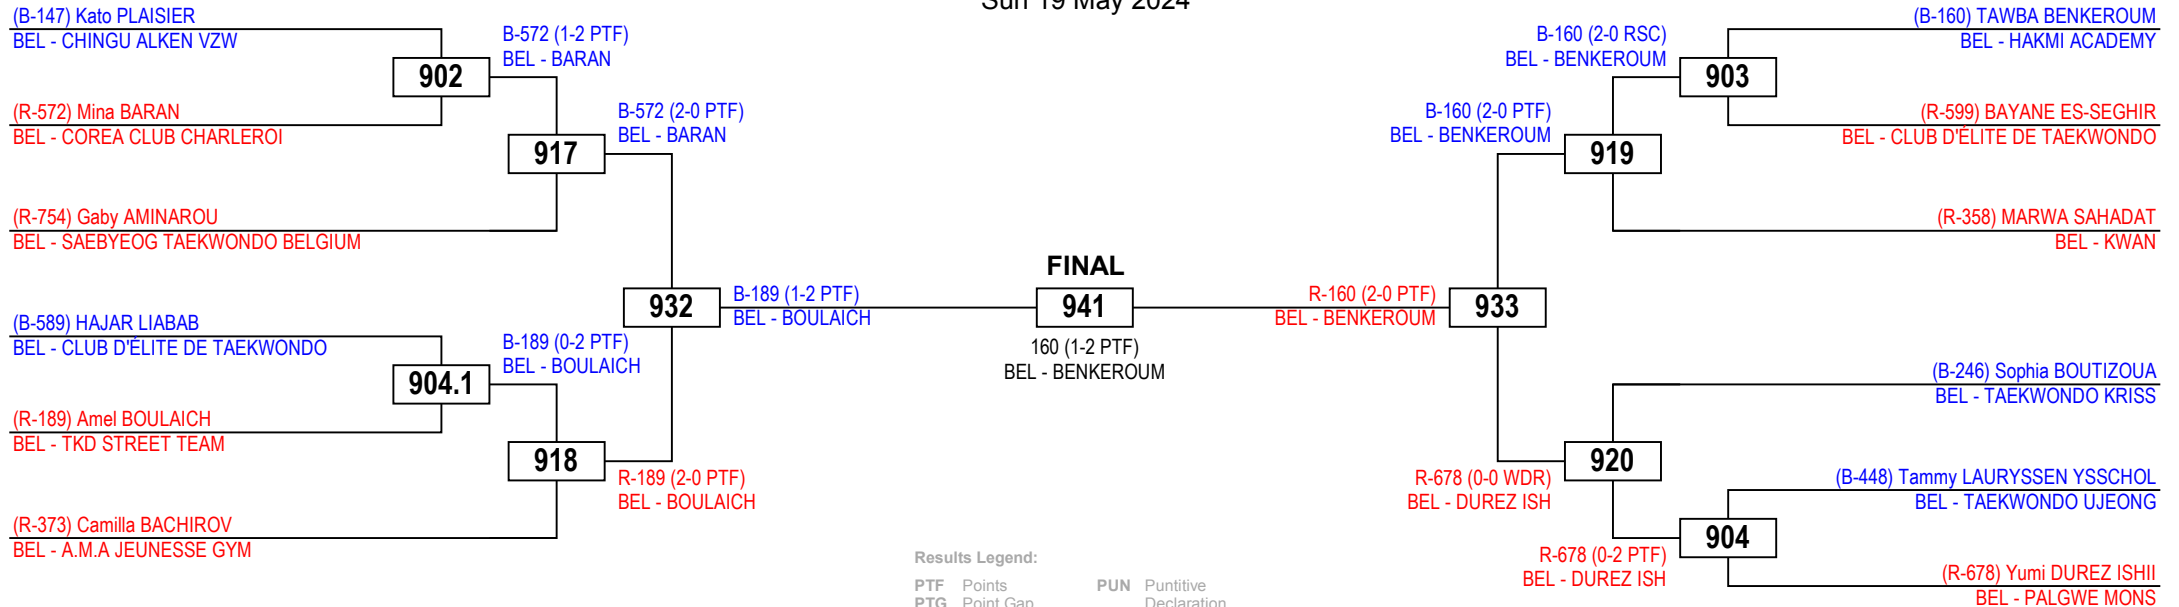 Sun 19 May 2024
(B-147) Kato PLAISIER
BEL - CHINGU ALKEN VZW
(R-572) Mina BARAN
BEL - COREA CLUB CHARLEROI
(R-754) Gaby AMINAROU
BEL - SAEBYEOG TAEKWONDO BELGIUM
(B-589) HAJAR LIABAB
BEL - CLUB D'ÉLITE DE TAEKWONDO
(R-189) Amel BOULAICH
BEL - TKD STREET TEAM
(R-373) Camilla BACHIROV
BEL - A.M.A JEUNESSE GYM
902
904.1
B-572 (1-2 PTF)
BEL - BARAN
B-189 (0-2 PTF)
BEL - BOULAICH
917
918
B-572 (2-0 PTF)
BEL - BARAN
R-189 (2-0 PTF)
BEL - BOULAICH
932
B-189 (1-2 PTF)
BEL - BOULAICH
FINAL
941
160 (1-2 PTF)
BEL - BENKEROUM
R-160 (2-0 PTF)
BEL - BENKEROUM
933
B-160 (2-0 PTF)
BEL - BENKEROUM
R-678 (0-0 WDR)
BEL - DUREZ ISH
919
920
B-160 (2-0 RSC)
BEL - BENKEROUM
R-678 (0-2 PTF)
BEL - DUREZ ISH
903
904
(B-160) TAWBA BENKEROUM
BEL - HAKMI ACADEMY
(R-599) BAYANE ES-SEGHIR
BEL - CLUB D'ÉLITE DE TAEKWONDO
(R-358) MARWA SAHADAT
BEL - KWAN
(B-246) Sophia BOUTIZOUA
BEL - TAEKWONDO KRISS
(B-448) Tammy LAURYSSEN YSSCHOL
BEL - TAEKWONDO UJEONG
(R-678) Yumi DUREZ ISHII
BEL - PALGWE MONS
Results Legend:
PTF Points PUN Puntitive
PTG Point Gap Declaration